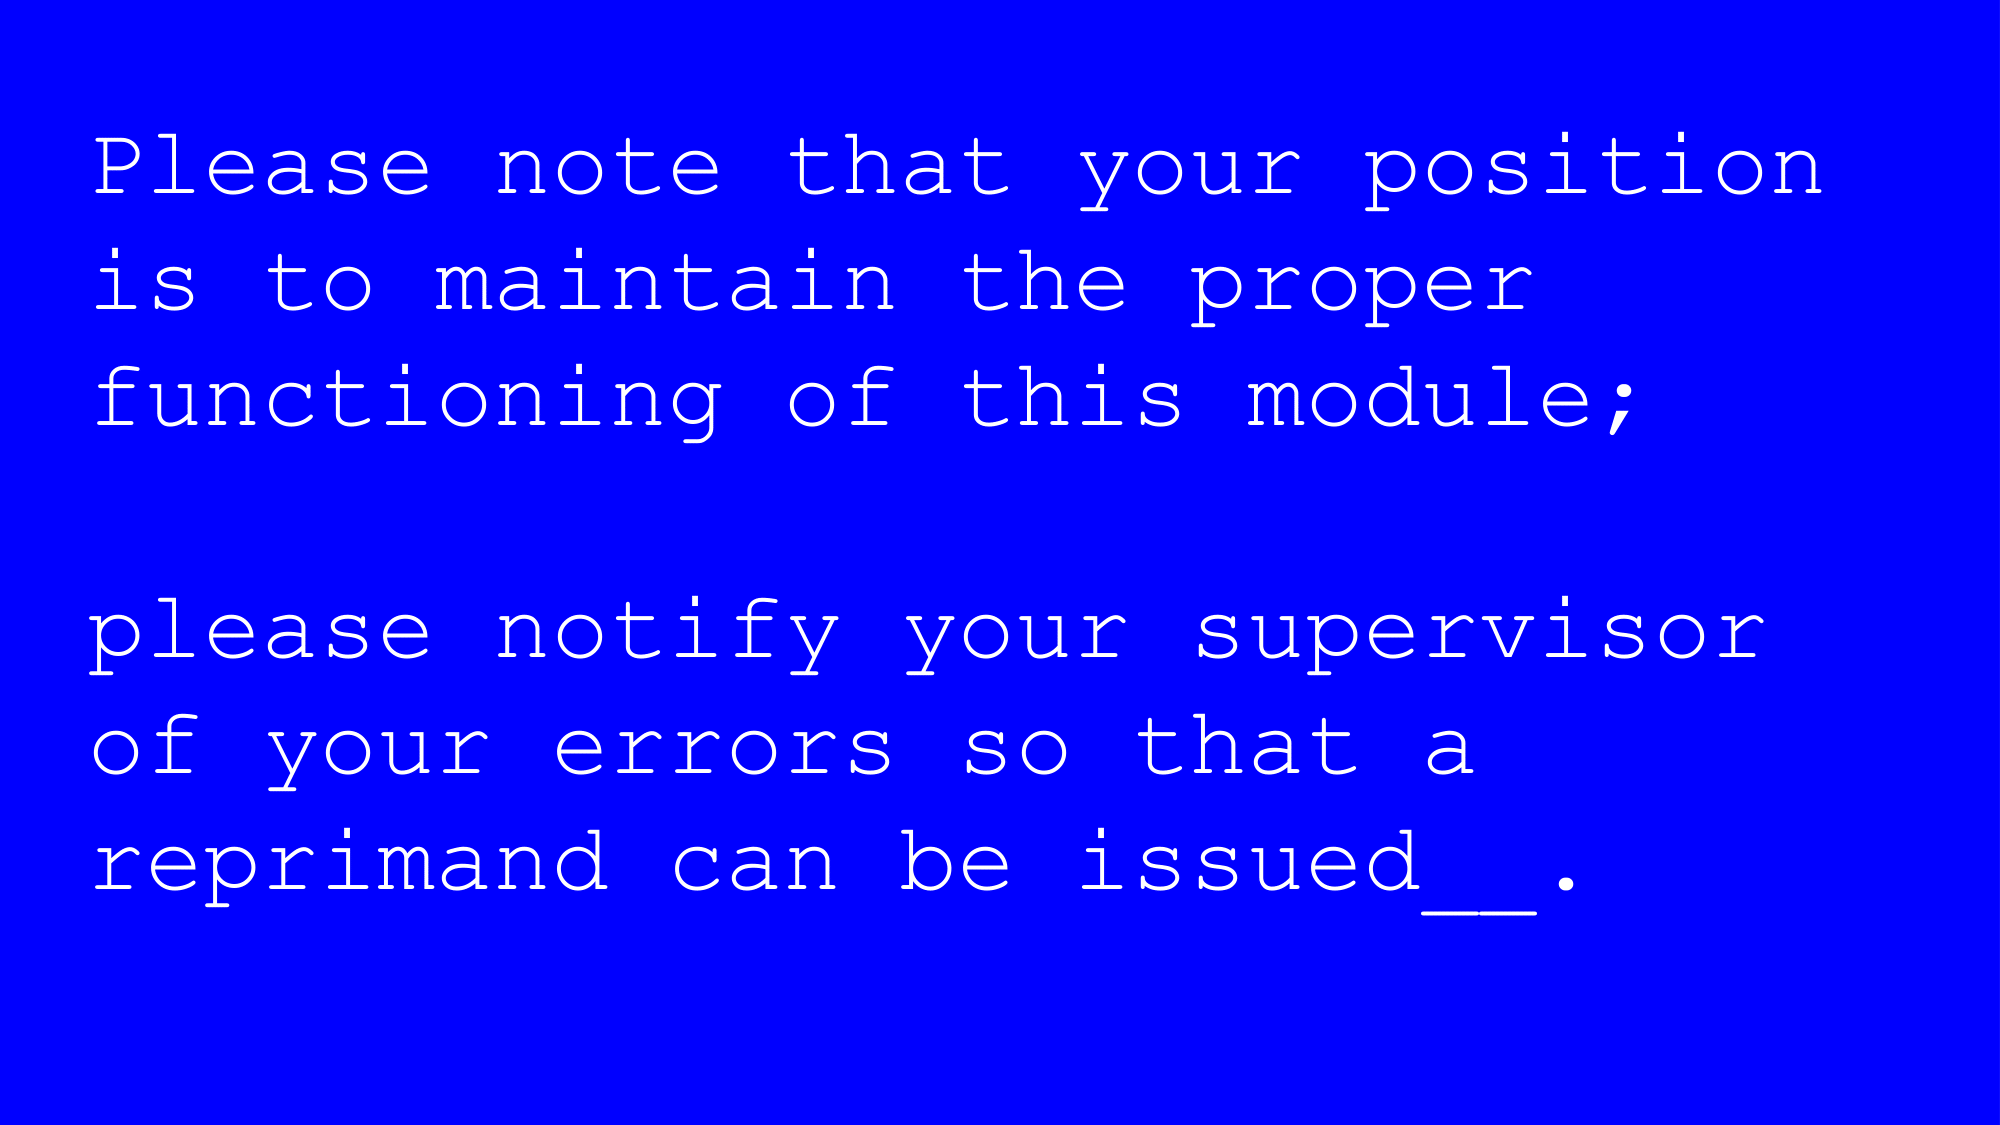 Please note that your position
is to maintain the proper
functioning of this module;
please notify your supervisor
of your errors so that a
reprimand can be issued__.